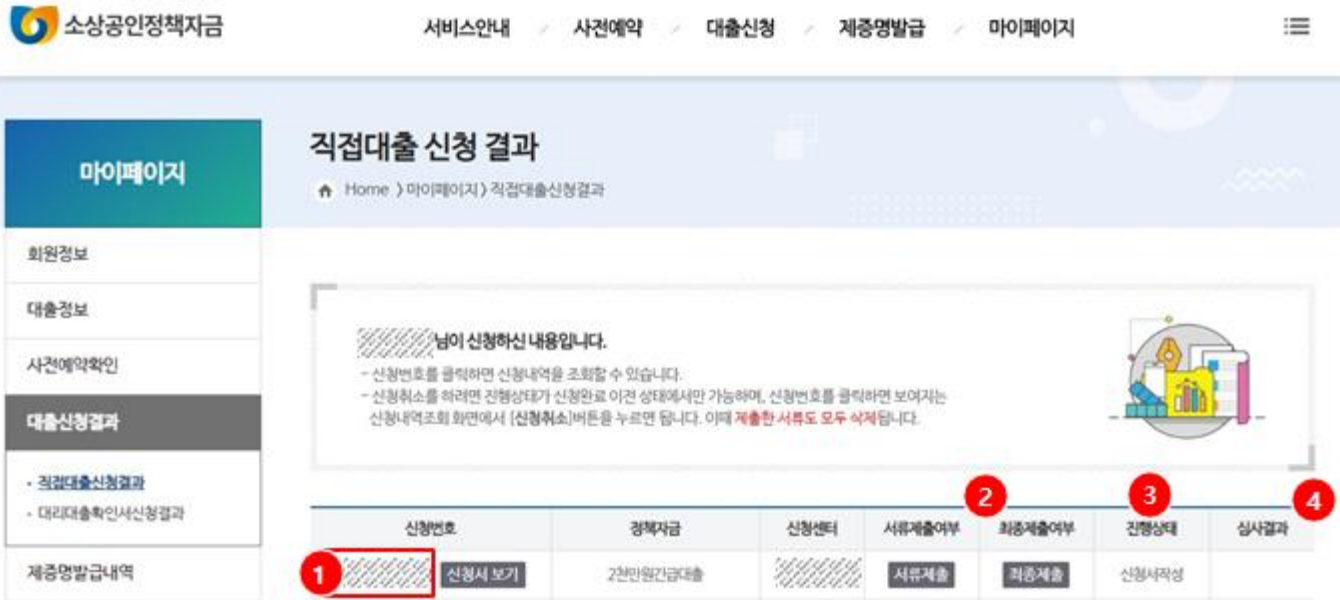 소상공인정책자금
서비스안내 / 사전예약 / 대출신청 / 제증명발급 / 마이페이지
마이페이지
직접대출 신청 결과
Home 〉마이페이지〉직접대출신청결과
회원정보
대출정보
사전예약확인
대출신청결과
· 직접대출신청결과
· 대리대출확인서신청결과
제증명발급내역
님이 신청하신 내용입니다.
- 신청번호를 클릭하면 신청내역을 조회할 수 있습니다.
- 신청취소를 하려면 진행상태가 신청완료 이전 상태에서만 가능하며, 신청번호를 클릭하면 보여지는
신청내역조회 화면에서 [신청취소]버튼을 누르면 됩니다. 이때 제출한 서류도 모두 삭제됩니다.
2 3 4
신청번호 정책자금 신청센터 서류제출여부 최종제출여부 진행상태 심사결과
1 신청서 보기 2천만원긴급대출 서류제출 최종제출 신청서작성